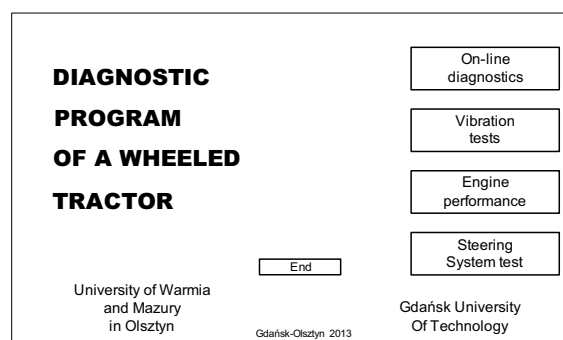 DIAGNOSTIC
PROGRAM
OF A WHEELED
TRACTOR
On-line
diagnostics
Vibration
tests
Engine
performance
Steering
System test
End
University of Warmia
and Mazury
in Olsztyn
Gdańsk-Olsztyn 2013
Gdańsk University
Of Technology